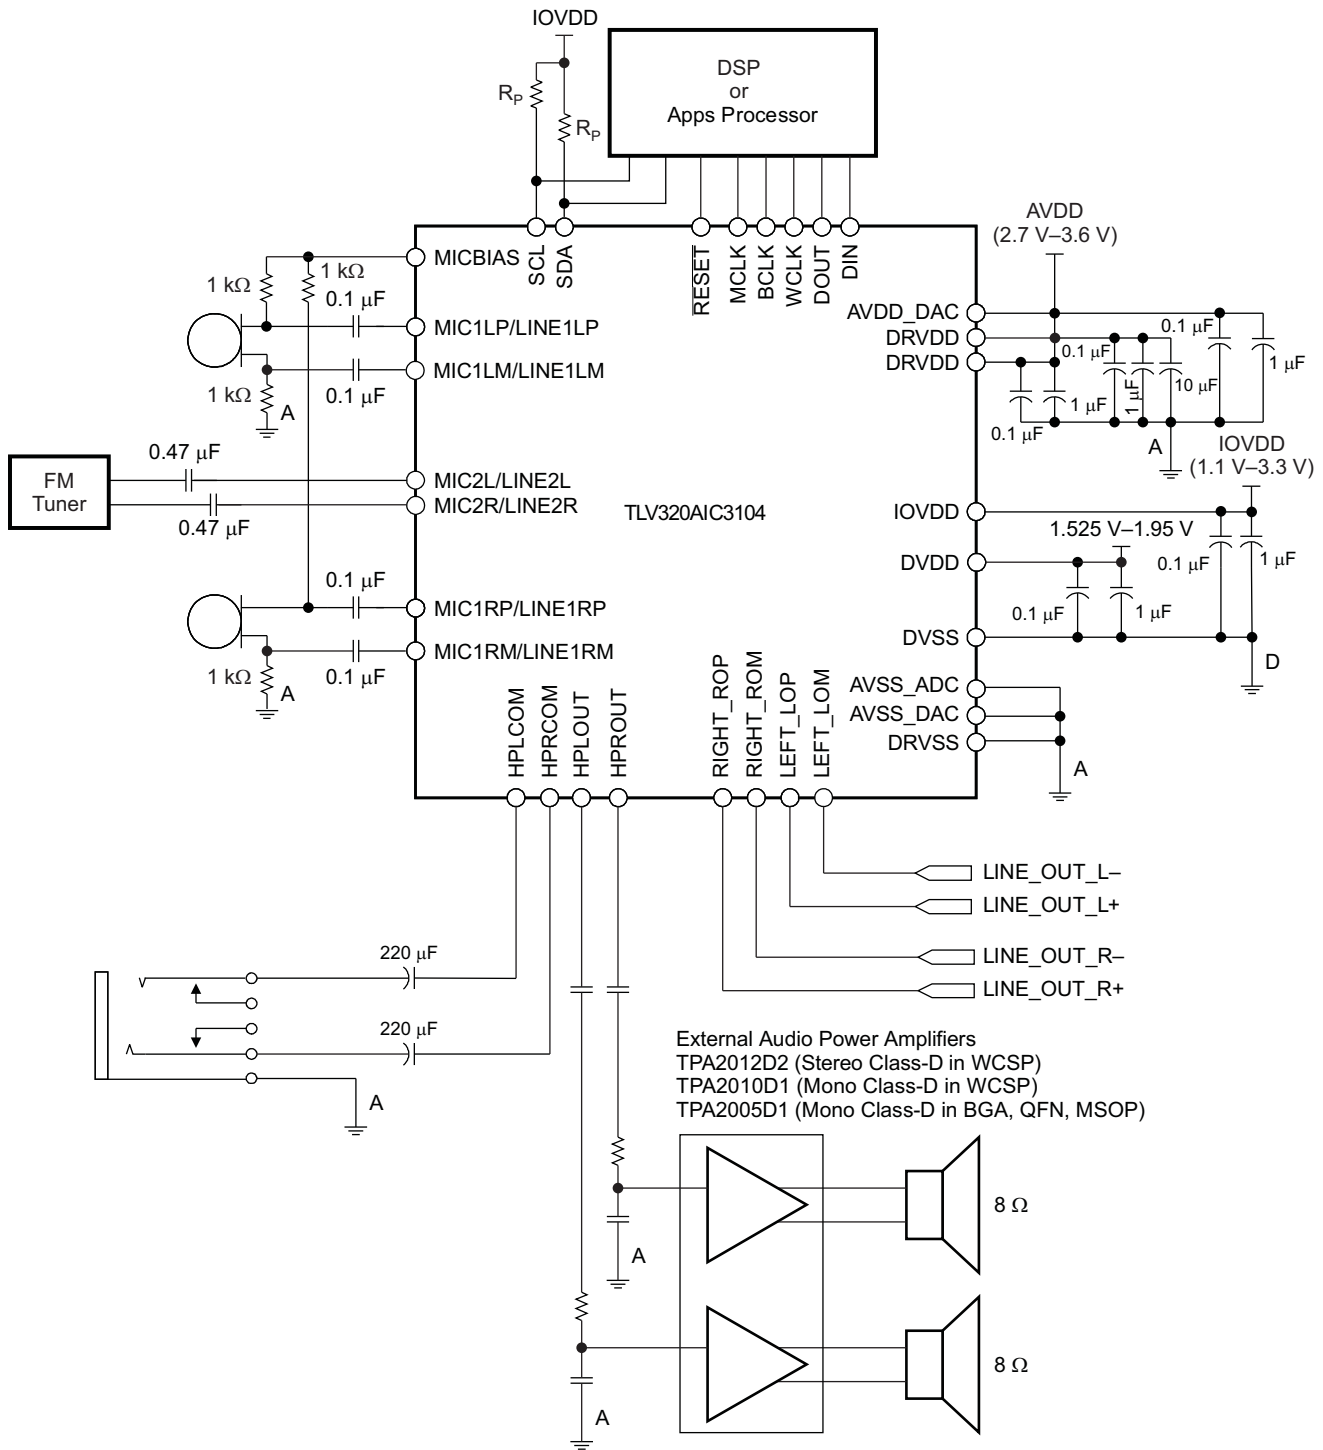 IOVDD
DSP
or
Apps Processor
R_P
R_P
AVDD
(2.7 V–3.6 V)
SCL
SDA
RESET
MCLK
BCLK
WCLK
DOUT
DIN
MICBIAS
1 kΩ
1 kΩ
0.1 μF
MIC1LP/LINE1LP
MIC1LM/LINE1LM
1 kΩ
A
0.1 μF
AVDD_DAC
DRVDD
DRVDD
0.1 μF
0.1 μF
1 μF
10 μF
1 μF
1 μF
0.1 μF
A
IOVDD
(1.1 V–3.3 V)
0.47 μF
FM
Tuner
MIC2L/LINE2L
MIC2R/LINE2R
0.47 μF
TLV320AIC3104
IOVDD
1.525 V–1.95 V
DVDD
0.1 μF
1 μF
0.1 μF
1 μF
DVSS
D
0.1 μF
MIC1RP/LINE1RP
MIC1RM/LINE1RM
1 kΩ
A
0.1 μF
AVSS_ADC
AVSS_DAC
DRVSS
A
HPLCOM
HPRCOM
HPLOUT
HPROUT
RIGHT_ROP
RIGHT_ROM
LEFT_LOP
LEFT_LOM
LINE_OUT_L–
LINE_OUT_L+
LINE_OUT_R–
LINE_OUT_R+
220 μF
220 μF
A
External Audio Power Amplifiers
TPA2012D2 (Stereo Class-D in WCSP)
TPA2010D1 (Mono Class-D in WCSP)
TPA2005D1 (Mono Class-D in BGA, QFN, MSOP)
8 Ω
A
8 Ω
A